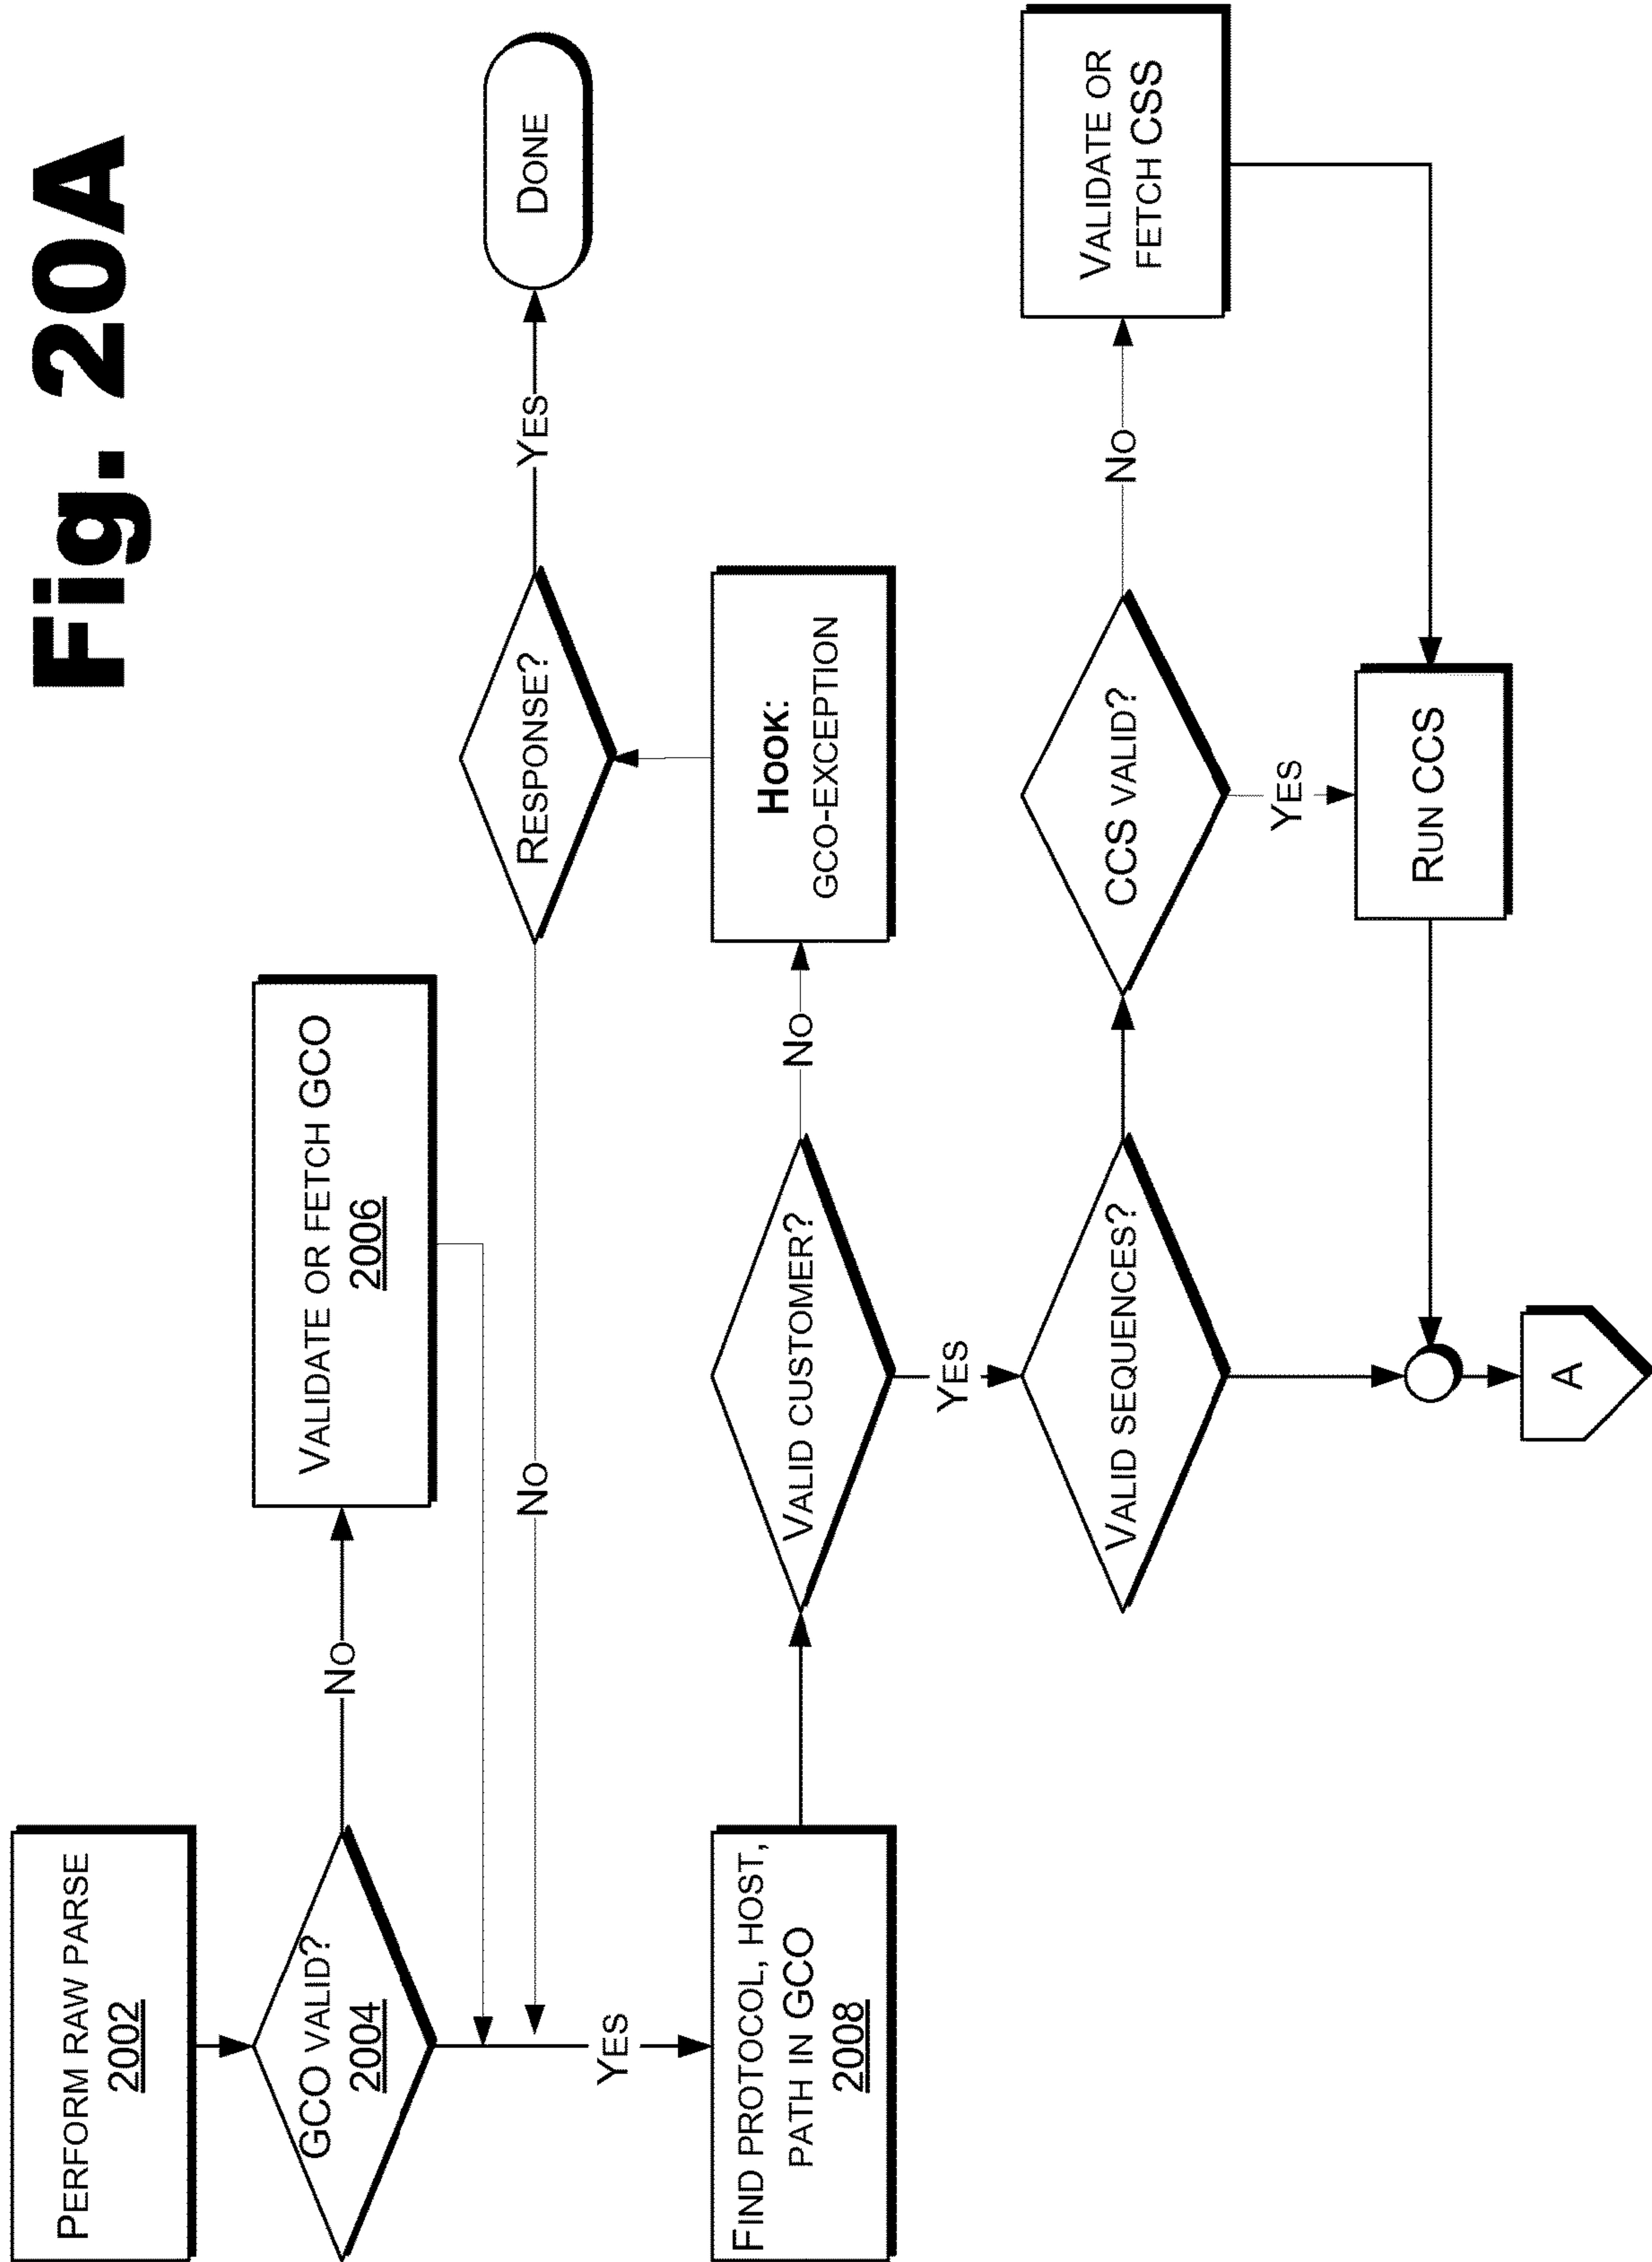 Fig. 20A
PERFORM RAW PARSE
2002
GCO VALID?
2004
NO
VALIDATE OR FETCH GCO
2006
YES
NO
RESPONSE?
YES
DONE
FIND PROTOCOL, HOST,
PATH IN GCO
2008
VALID CUSTOMER?
NO
HOOK:
GCO-EXCEPTION
YES
VALID SEQUENCES?
CCS VALID?
NO
VALIDATE OR
FETCH CSS
YES
RUN CCS
A